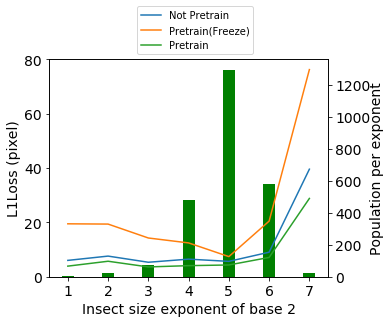 Not Pretrain
Pretrain(Freeze)
Pretrain
80
60
40
20
0
L1Loss (pixel)
1200
1000
800
600
400
200
0
Population per exponent
1 2 3 4 5 6 7
Insect size exponent of base 2